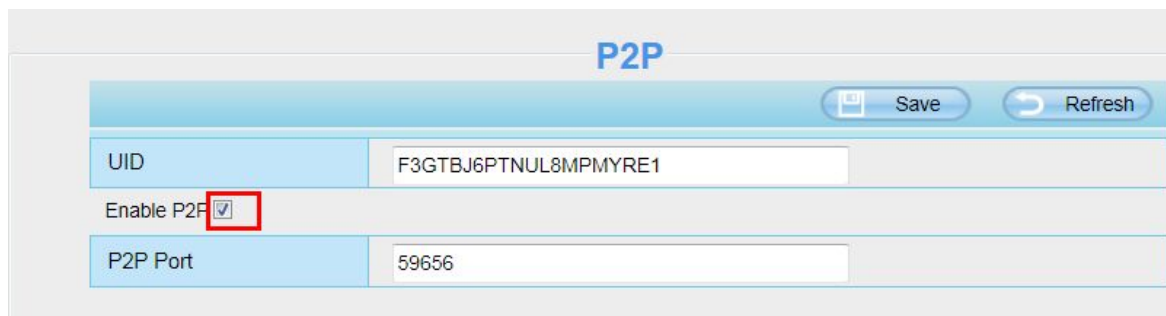 P2P
Save Refresh
UID F3GTBJ6PTNUL8MPMYRE1
Enable P2P
P2P Port 59656